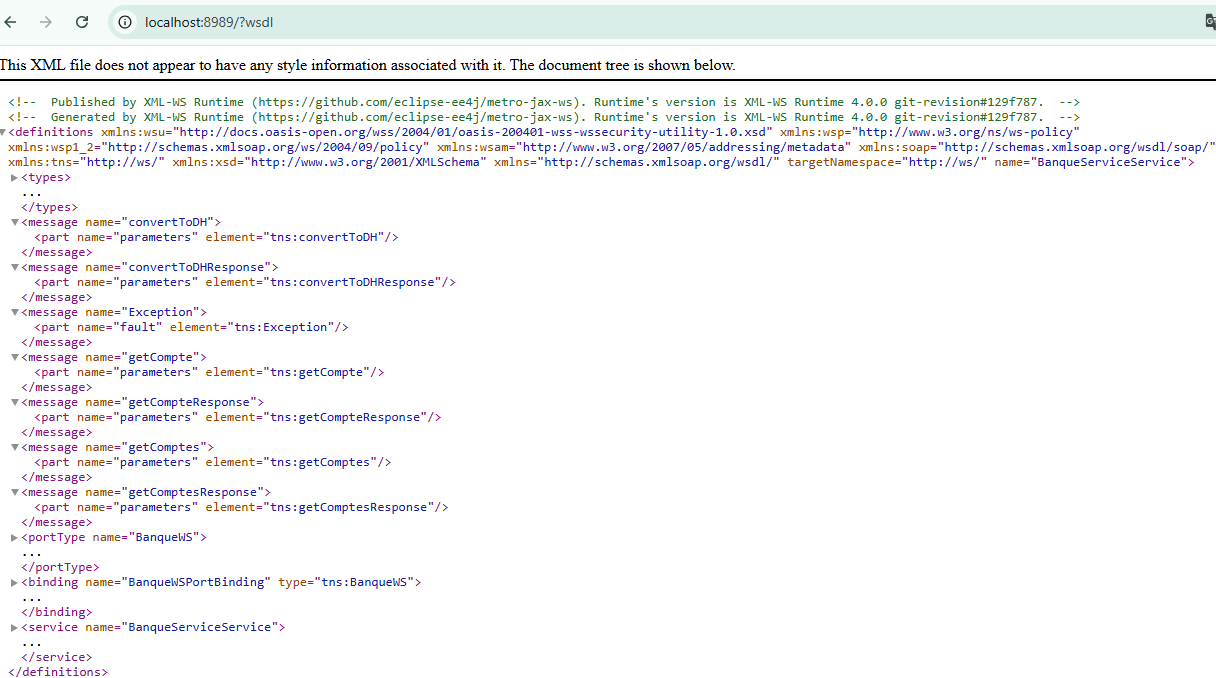 localhost:8989/?wsdl
This XML file does not appear to have any style information associated with it. The document tree is shown below.
<!-- Published by XML-WS Runtime (https://github.com/eclipse-ee4j/metro-jax-ws). Runtime's version is XML-WS Runtime 4.0.0 git-revision#129f787. -->
<!-- Generated by XML-WS Runtime (https://github.com/eclipse-ee4j/metro-jax-ws). Runtime's version is XML-WS Runtime 4.0.0 git-revision#129f787. -->
▼<definitions xmlns:wsu="http://docs.oasis-open.org/wss/2004/01/oasis-200401-wss-wssecurity-utility-1.0.xsd" xmlns:wsp="http://www.w3.org/ns/ws-policy"
xmlns:wsp1_2="http://schemas.xmlsoap.org/ws/2004/09/policy" xmlns:wsam="http://www.w3.org/2007/05/addressing/metadata" xmlns:soap="http://schemas.xmlsoap.org/wsdl/soap/"
xmlns:tns="http://ws/" xmlns:xsd="http://www.w3.org/2001/XMLSchema" xmlns="http://schemas.xmlsoap.org/wsdl/" targetNamespace="http://ws/" name="BanqueServiceService">
▶<types>
...
</types>
▼<message name="convertToDH">
<part name="parameters" element="tns:convertToDH"/>
</message>
▼<message name="convertToDHResponse">
<part name="parameters" element="tns:convertToDHResponse"/>
</message>
▼<message name="Exception">
<part name="fault" element="tns:Exception"/>
</message>
▼<message name="getCompte">
<part name="parameters" element="tns:getCompte"/>
</message>
▼<message name="getCompteResponse">
<part name="parameters" element="tns:getCompteResponse"/>
</message>
▼<message name="getComptes">
<part name="parameters" element="tns:getComptes"/>
</message>
▼<message name="getComptesResponse">
<part name="parameters" element="tns:getComptesResponse"/>
</message>
▶<portType name="BanqueWS">
...
</portType>
▶<binding name="BanqueWSPortBinding" type="tns:BanqueWS">
...
</binding>
▶<service name="BanqueServiceService">
...
</service>
</definitions>